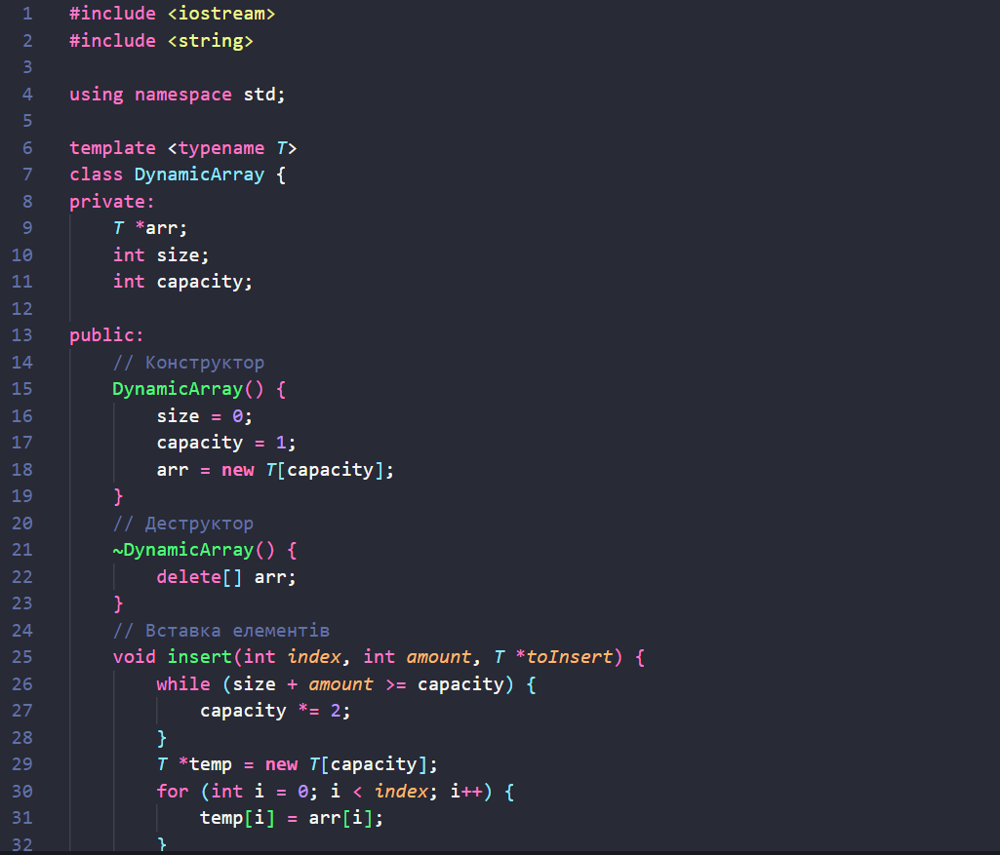 1 #include <iostream>
2 #include <string>
3
4 using namespace std;
5
6 template <typename T>
7 class DynamicArray {
8 private:
9     T *arr;
10     int size;
11     int capacity;
12
13 public:
14     // Конструктор
15     DynamicArray() {
16         size = 0;
17         capacity = 1;
18         arr = new T[capacity];
19     }
20     // Деструктор
21     ~DynamicArray() {
22         delete[] arr;
23     }
24     // Вставка елементів
25     void insert(int index, int amount, T *toInsert) {
26         while (size + amount >= capacity) {
27             capacity *= 2;
28         }
29         T *temp = new T[capacity];
30         for (int i = 0; i < index; i++) {
31             temp[i] = arr[i];
32         }